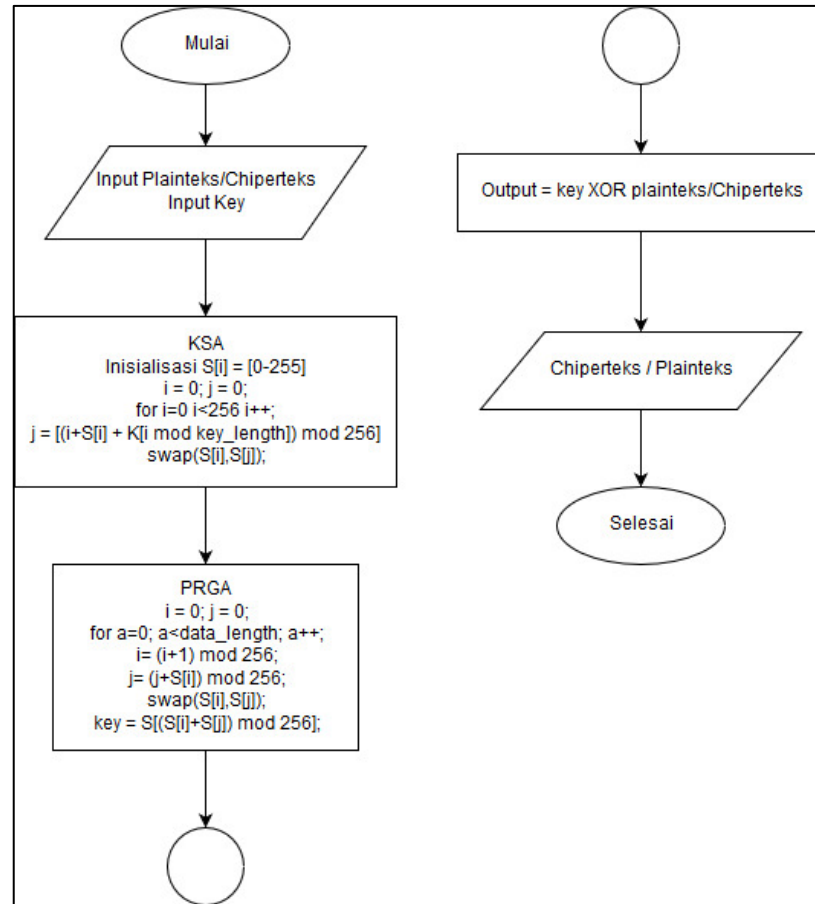 Mulai
Input Plainteks/Chiperteks
Input Key
KSA
Inisialisasi S[i] = [0-255]
i = 0; j = 0;
for i=0 i<256 i++;
j = [(i+S[i] + K[i mod key_length]) mod 256]
swap(S[i],S[j]);
PRGA
i = 0; j = 0;
for a=0; a<data_length; a++;
i= (i+1) mod 256;
j= (j+S[i]) mod 256;
swap(S[i],S[j]);
key = S[(S[i]+S[j]) mod 256];
Output = key XOR plainteks/Chiperteks
Chiperteks / Plainteks
Selesai